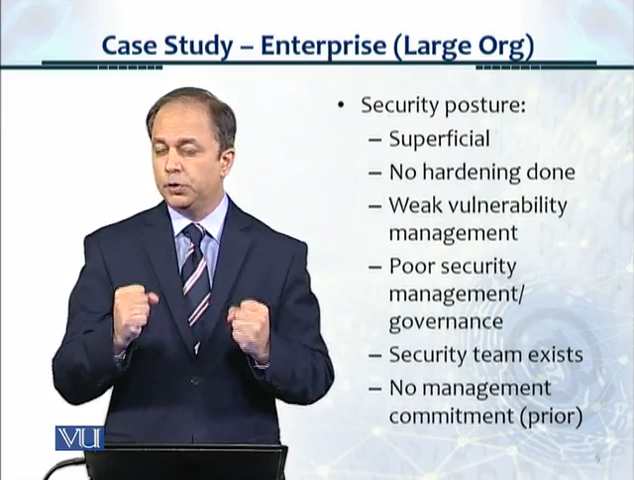 Case Study – Enterprise (Large Org)
• Security posture:
– Superficial
– No hardening done
– Weak vulnerability
management
– Poor security
management/
governance
– Security team exists
– No management
commitment (prior)
VU
5